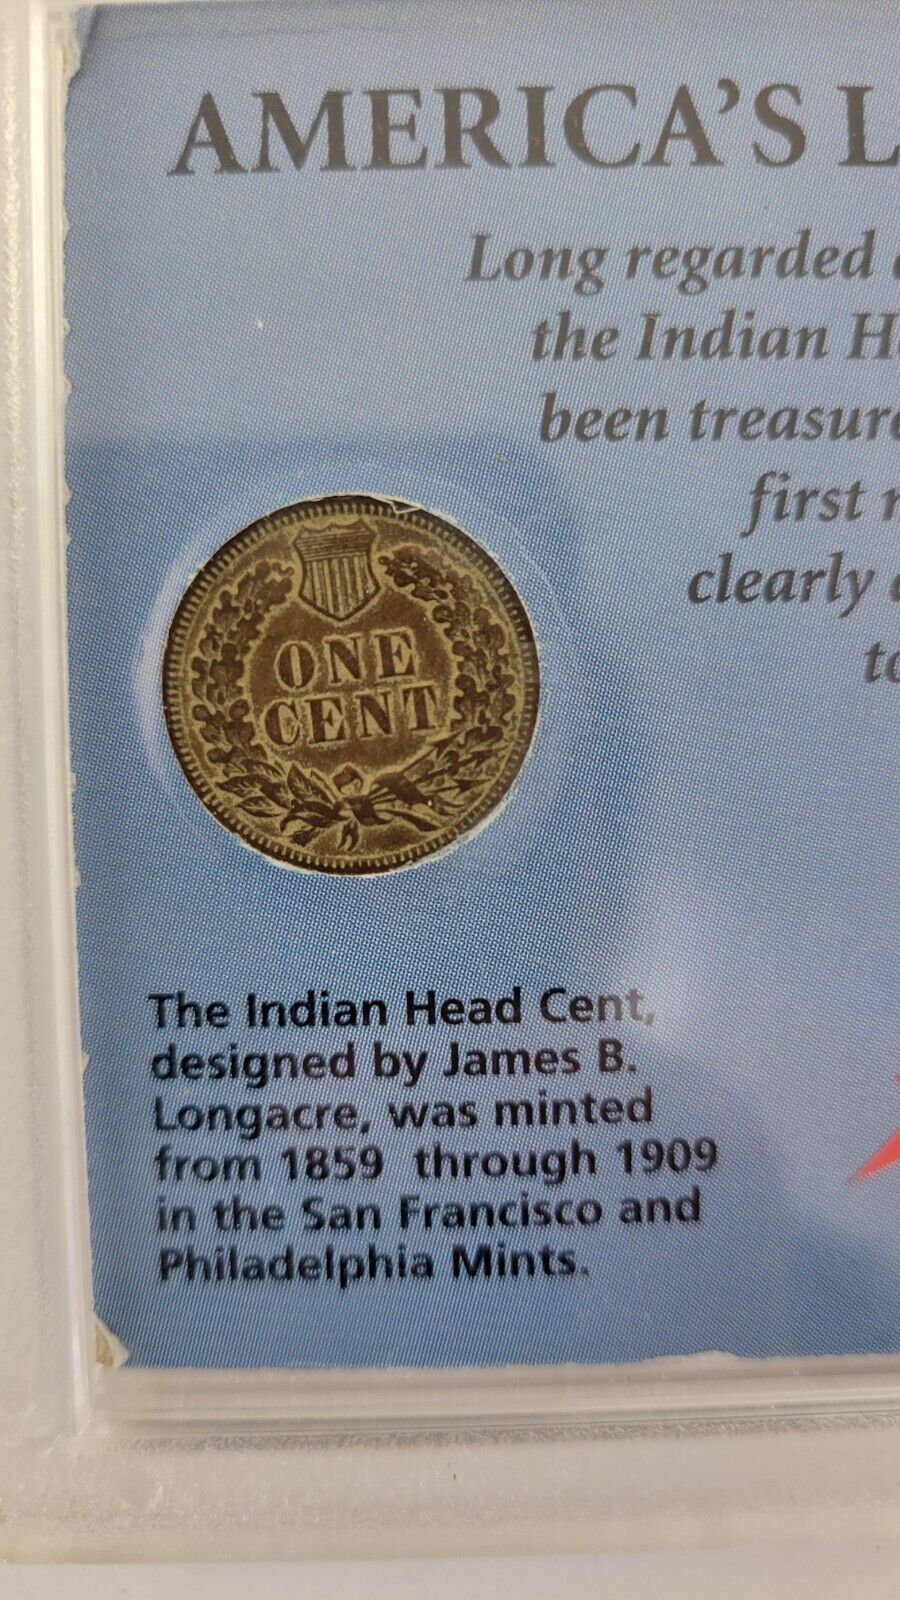 AMERICA'S L
Long regarded
the Indian H
been treasure
first
clearly
to
ONE
CENT
The Indian Head Cent,
designed by James B.
Longacre, was minted
from 1859 through 1909
in the San Francisco and
Philadelphia Mints.